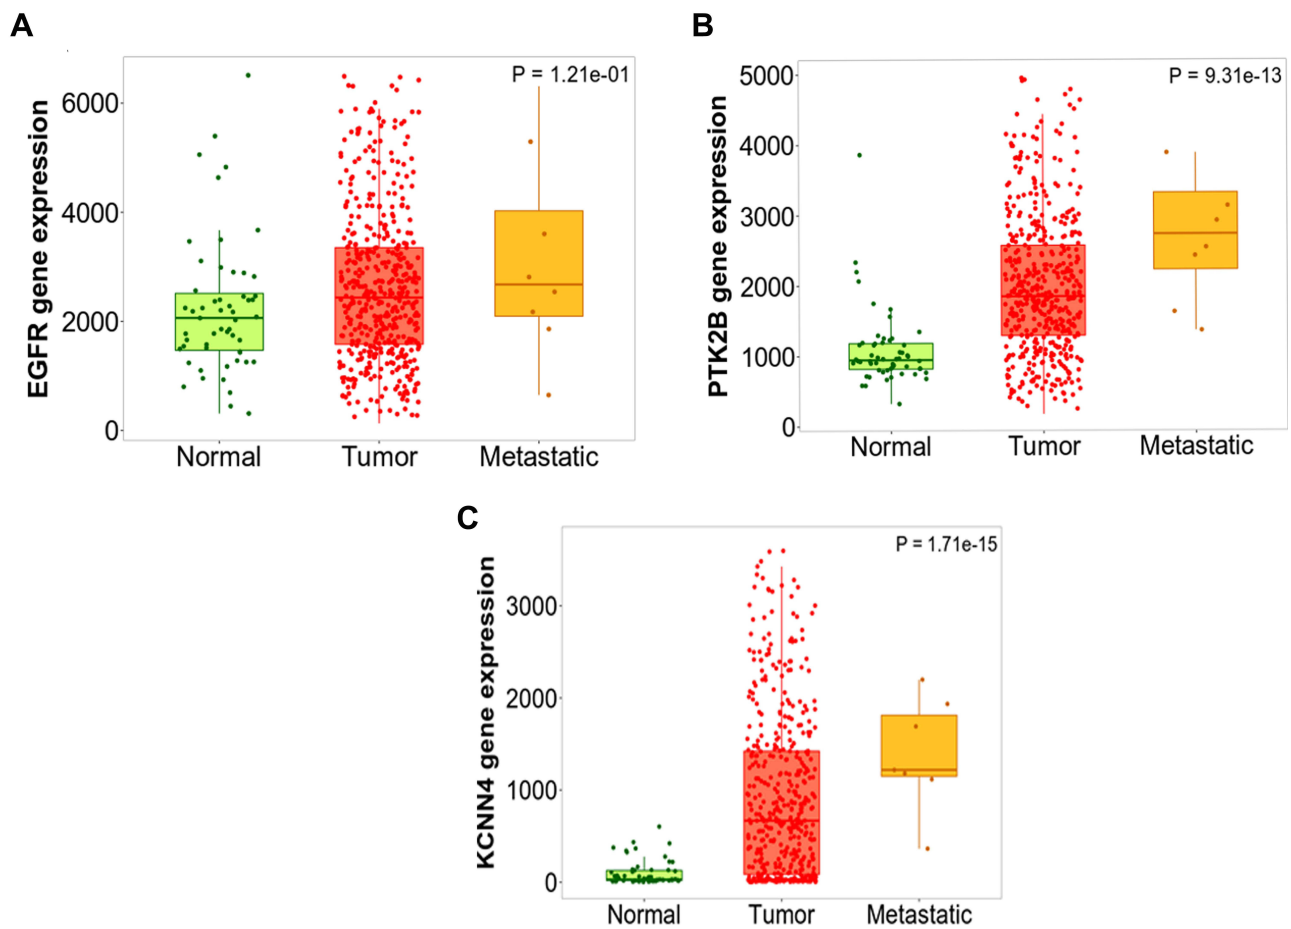 A
P = 1.21e-01
EGFR gene expression
6000
4000
2000
0
Normal Tumor Metastatic
B
P = 9.31e-13
PTK2B gene expression
5000
4000
3000
2000
1000
0
Normal Tumor Metastatic
C
P = 1.71e-15
KCNN4 gene expression
3000
2000
1000
0
Normal Tumor Metastatic